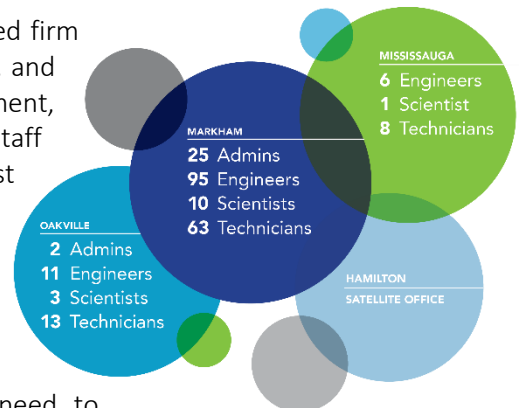 ed firm
and
ment,
taff
st
MISSISSAUGA
6 Engineers
1 Scientist
8 Technicians
MARKHAM
25 Admins
95 Engineers
10 Scientists
63 Technicians
OAKVILLE
2 Admins
11 Engineers
3 Scientists
13 Technicians
HAMILTON
SATELLITE OFFICE
need to